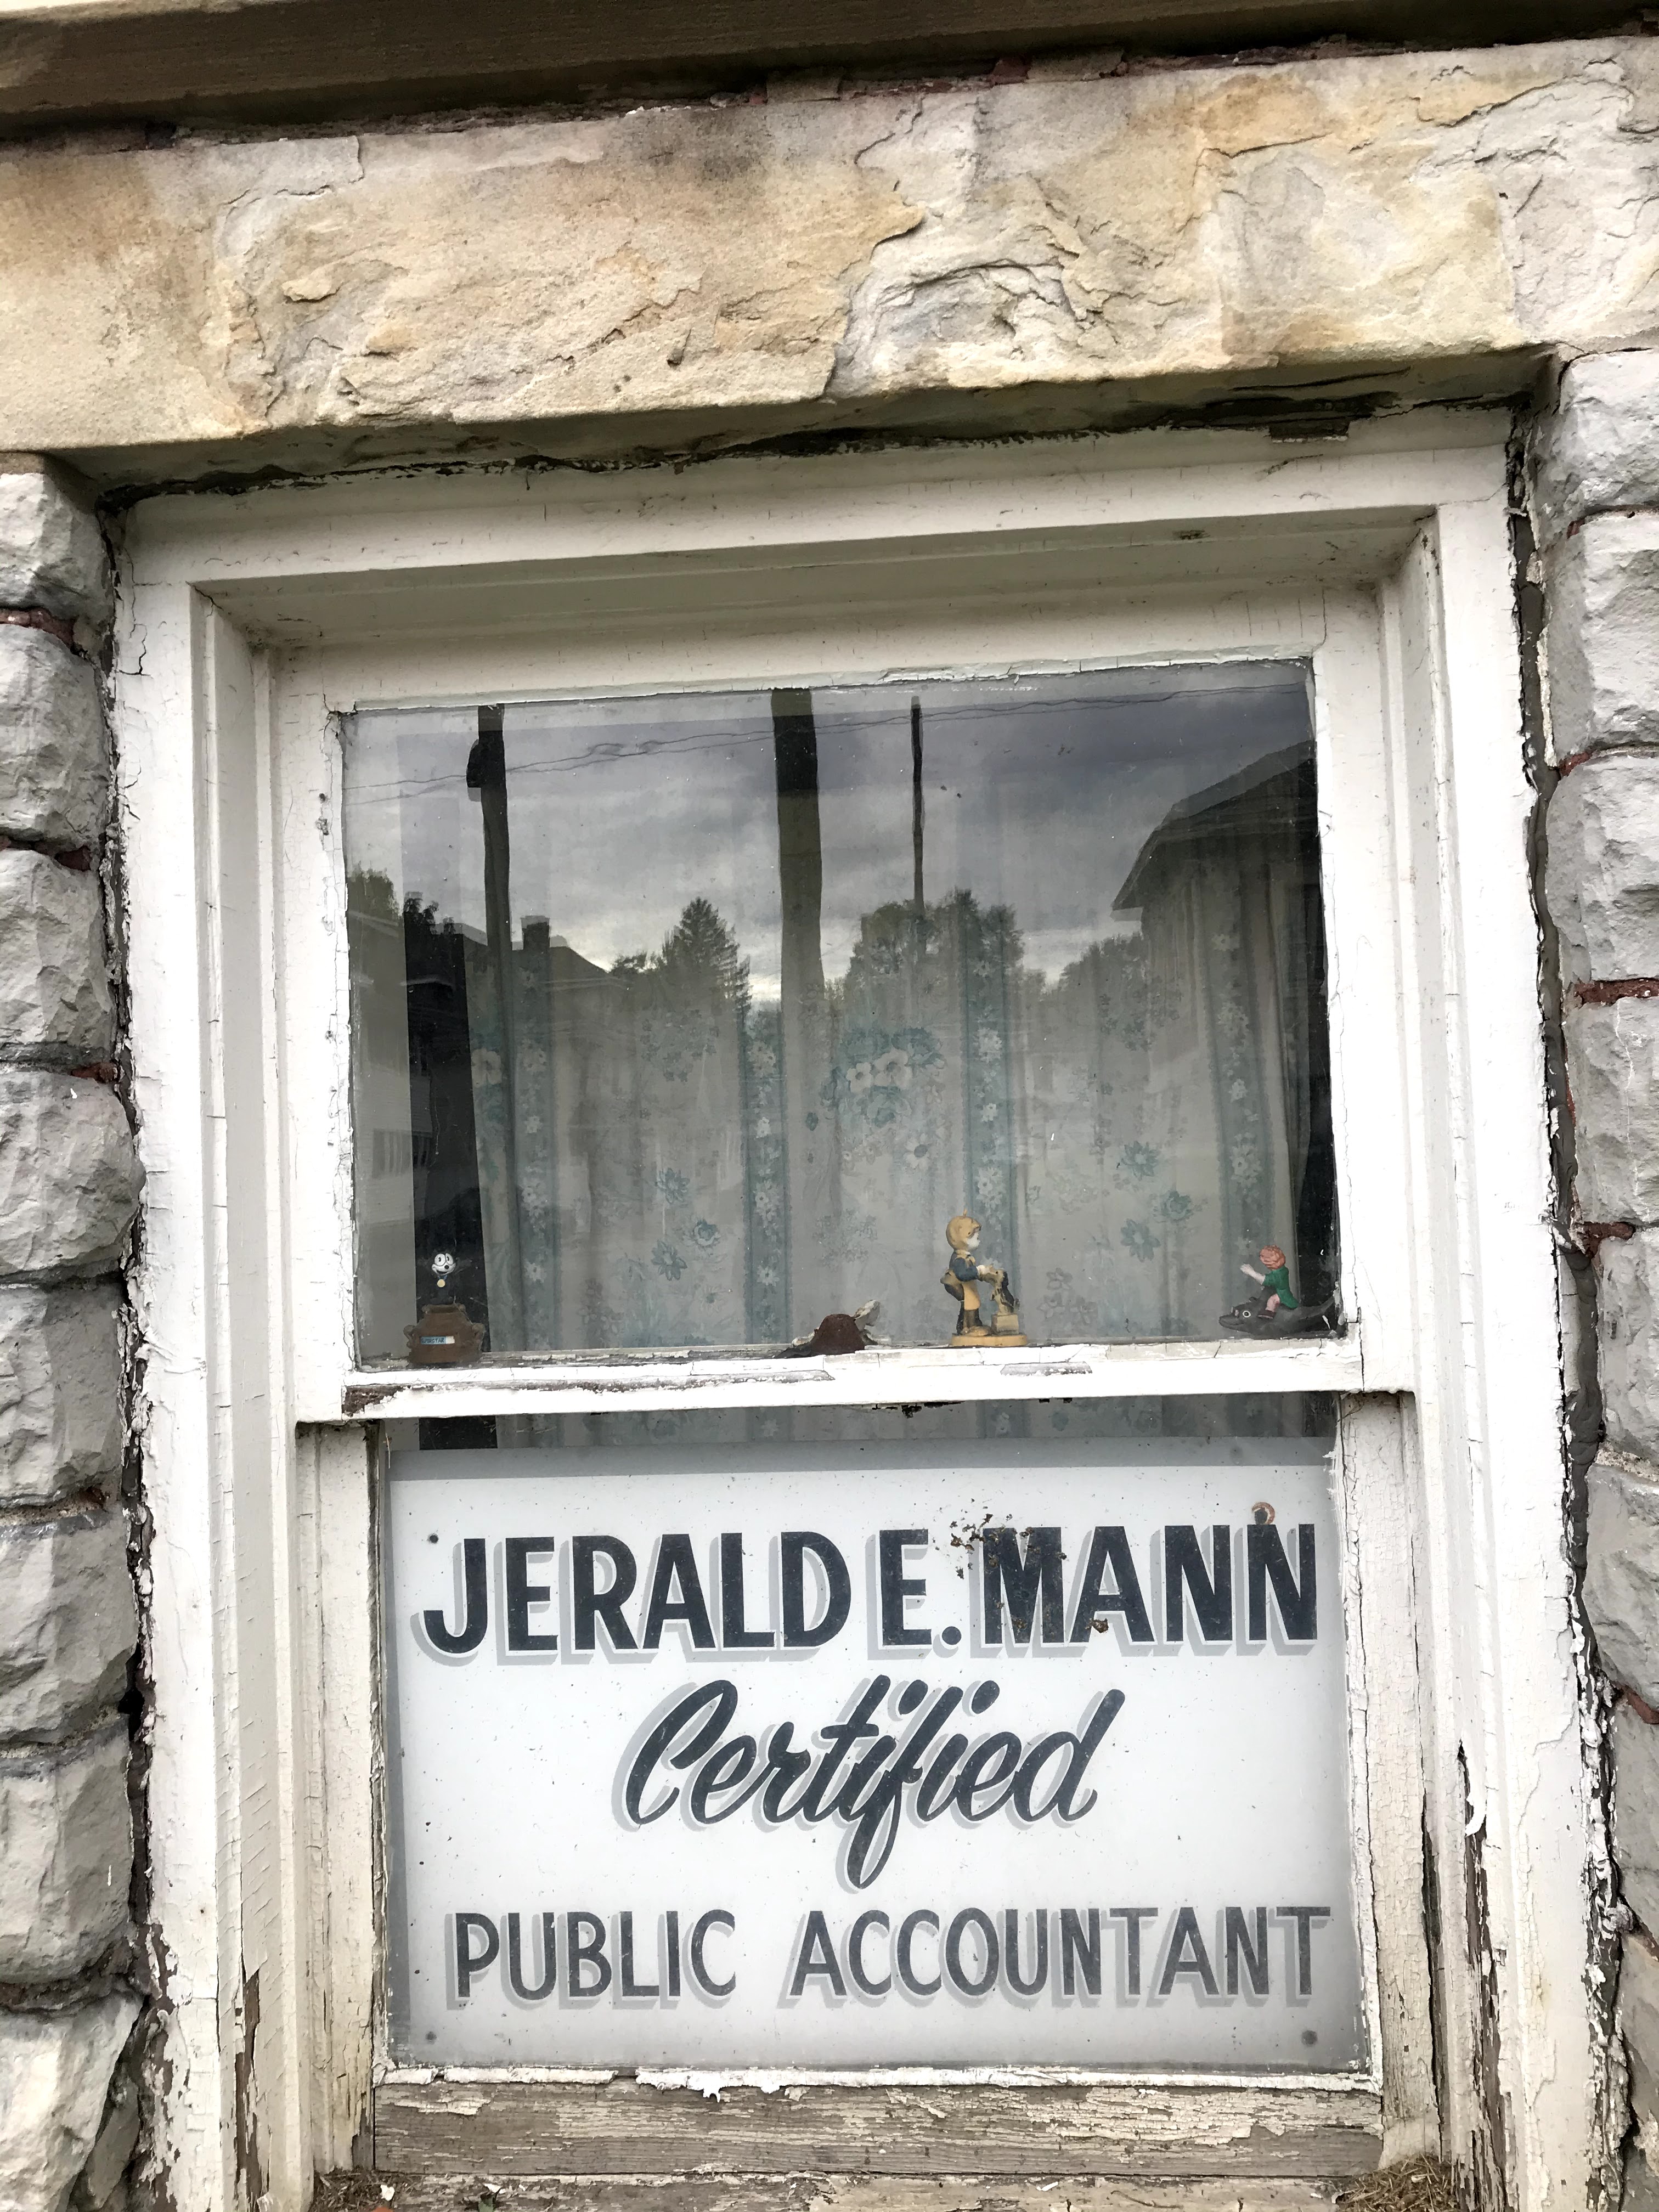 JERALD E. MANN
Certified
PUBLIC ACCOUNTANT